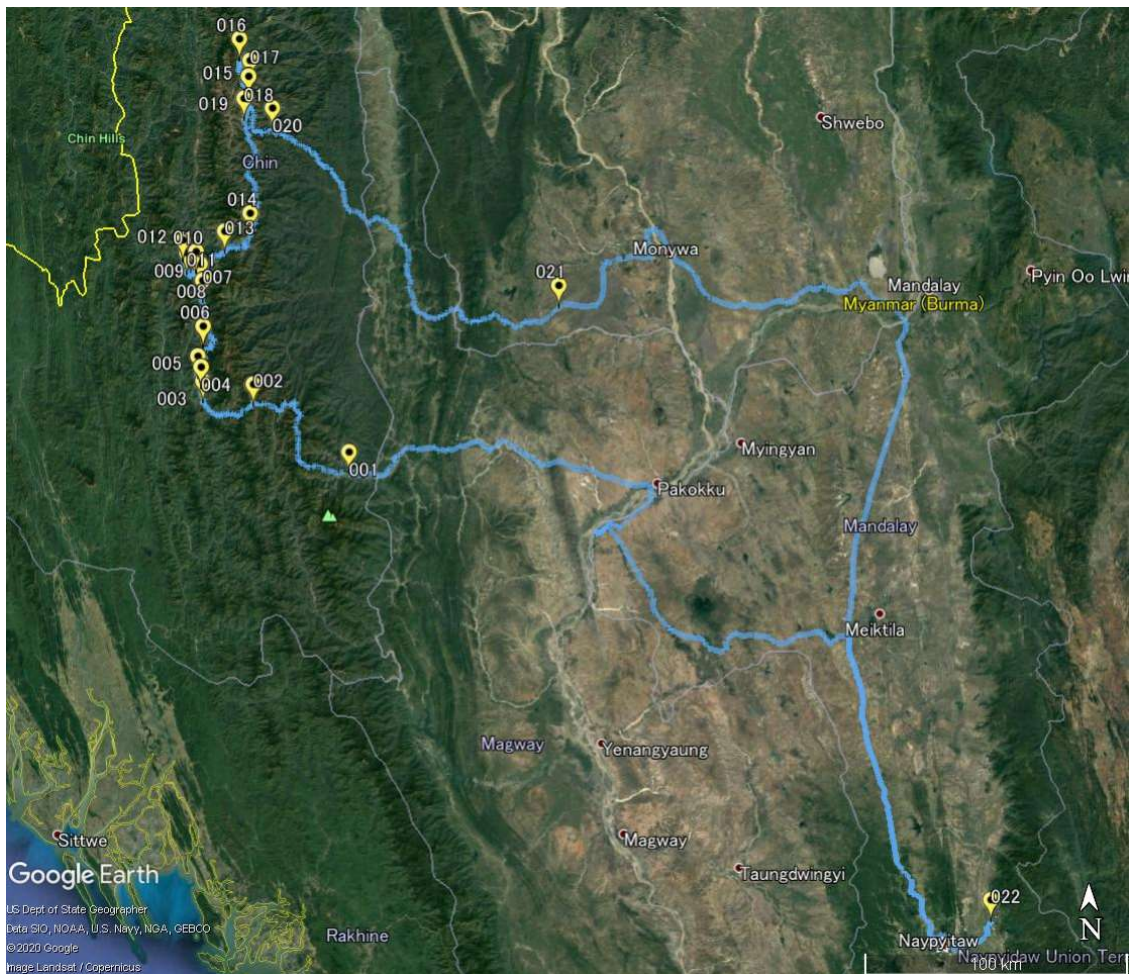 016
017
015
018
019
020
Chin Hills
Shwebo
Chin
014
013
012
010
011
009
007
008
Monywa
021
Mandalay
Pyin Oo Lwin
Myanmar (Burma)
006
005
004
002
003
001
Myingyan
Pakokku
Mandalay
Meiktila
Magway
Yenangyaung
Sittwe
Magway
Google Earth
Taungdwingyi
US Dept of State Geographer
022
Data SIO, NOAA, U.S. Navy, NGA, GEBCO
N
©2020 Google
Rakhine
Naypyitaw
Naypyidaw Union Terr
Image Landsat / Copernicus
100 km